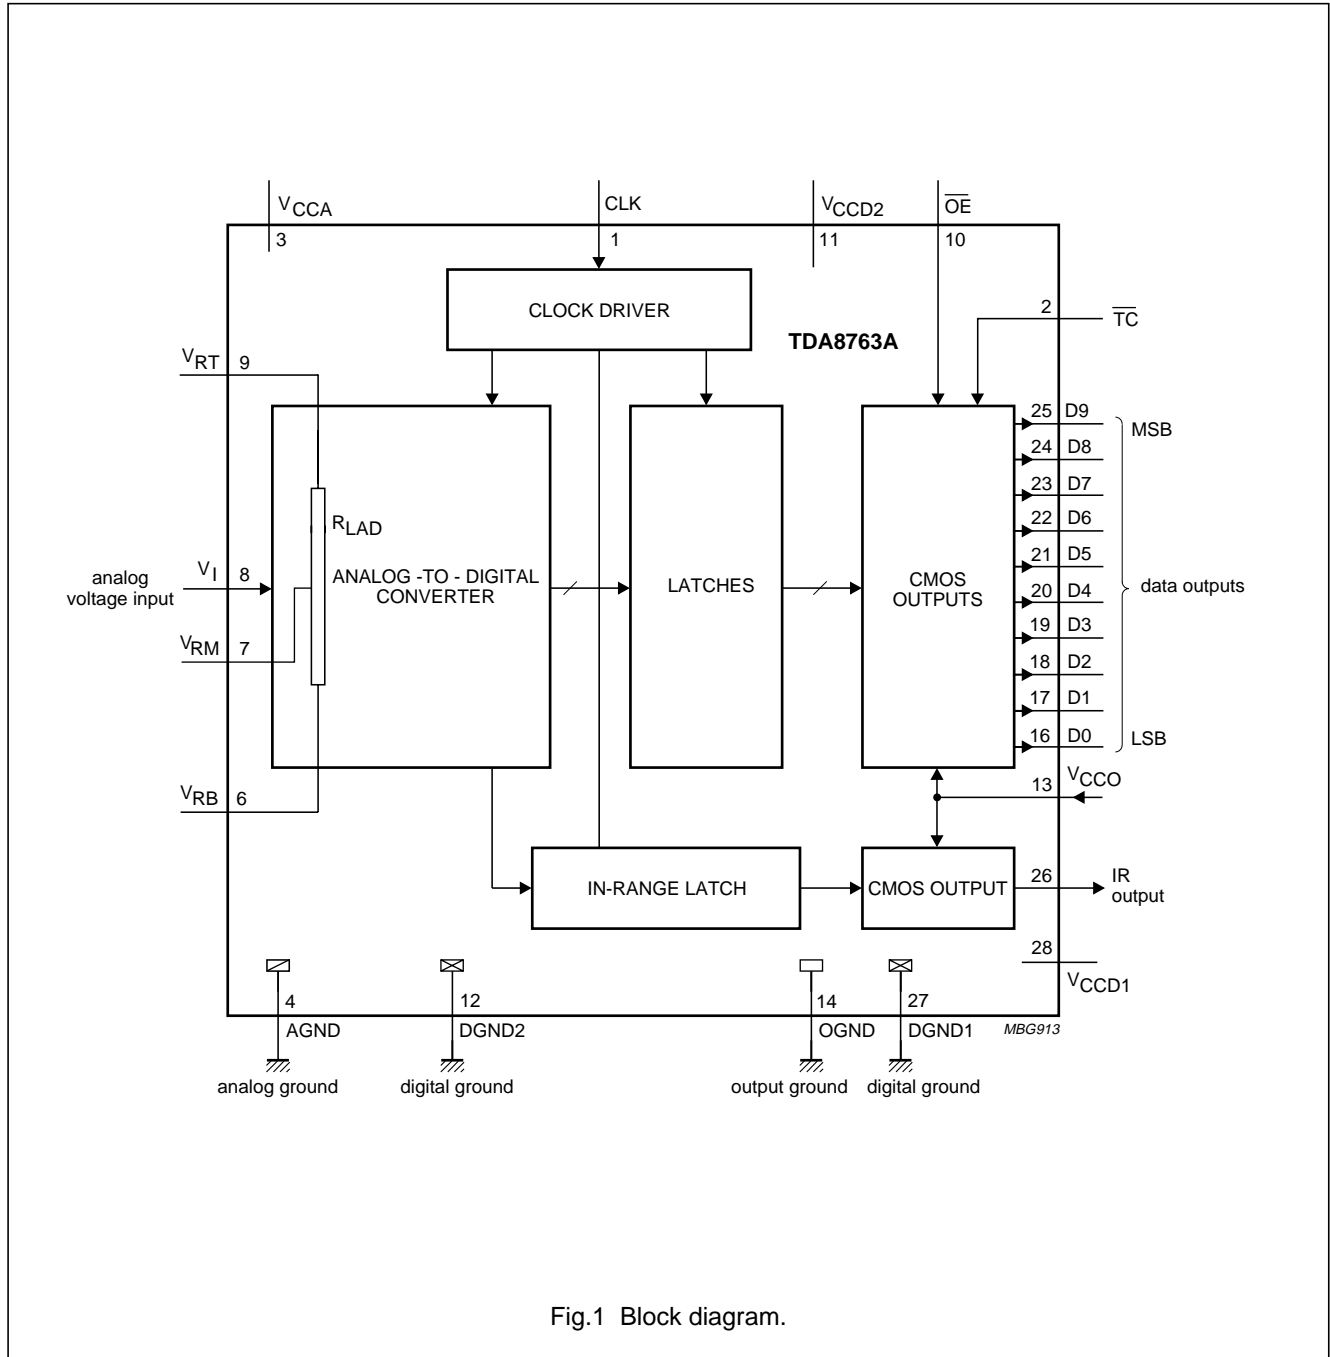 VCCA
CLK
VCCD2
OE
3
1
11
10
CLOCK DRIVER
2
TC
TDA8763A
VRT
9
25 D9
MSB
24 D8
23 D7
RLAD
22 D6
21 D5
analog
voltage input
VI
8
ANALOG -TO - DIGITAL
CONVERTER
LATCHES
CMOS
OUTPUTS
data outputs
20 D4
19 D3
VRM
7
18 D2
17 D1
16 D0
LSB
VRB
6
13
VCCO
IN-RANGE LATCH
CMOS OUTPUT
26
IR
output
28
VCCD1
4
12
14
27
AGND
DGND2
OGND
DGND1
MBG913
analog ground
digital ground
output ground
digital ground
Fig.1 Block diagram.